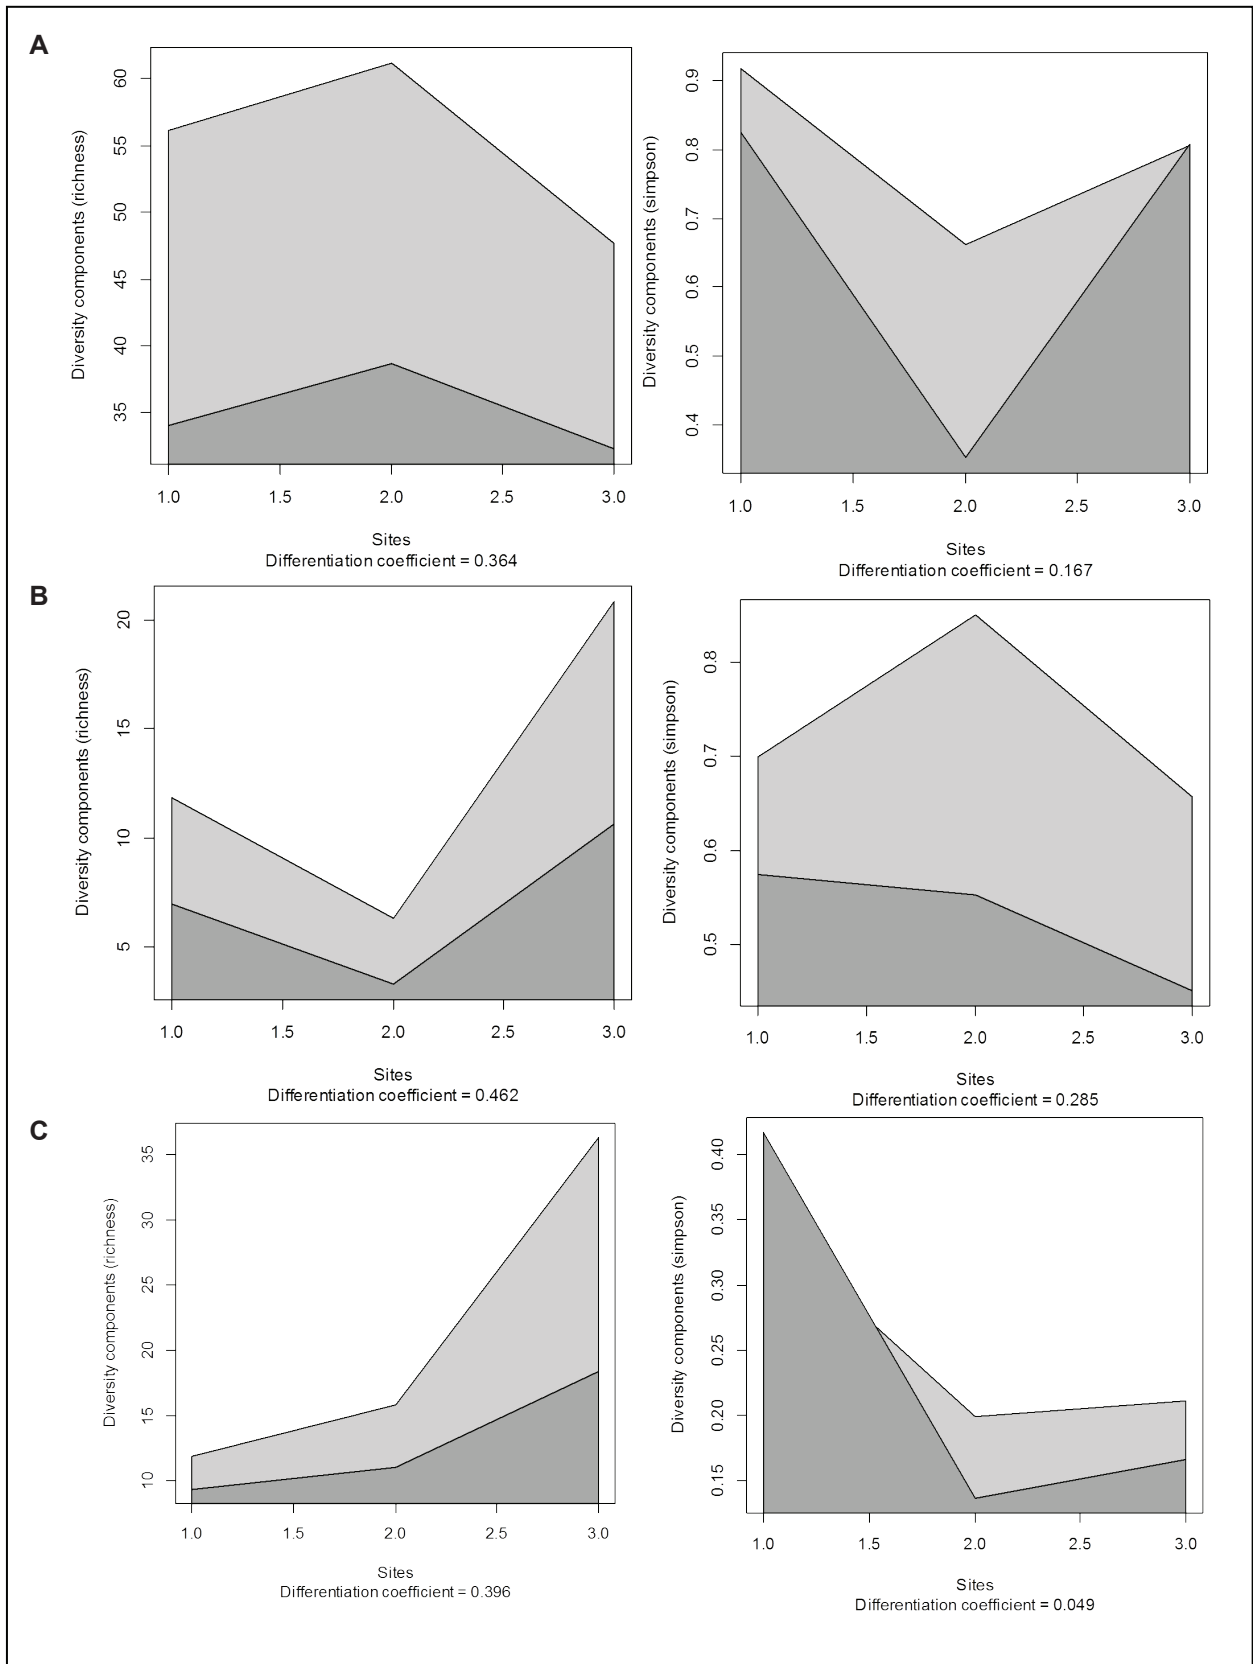 A
Diversity components (richness)
60
55
50
45
40
35
1.0 1.5 2.0 2.5 3.0
Sites
Differentiation coefficient = 0.364
Diversity components (simpson)
0.9
0.8
0.7
0.6
0.5
0.4
1.0 1.5 2.0 2.5 3.0
Sites
Differentiation coefficient = 0.167
B
Diversity components (richness)
20
15
10
5
1.0 1.5 2.0 2.5 3.0
Sites
Differentiation coefficient = 0.462
Diversity components (simpson)
0.8
0.7
0.6
0.5
1.0 1.5 2.0 2.5 3.0
Sites
Differentiation coefficient = 0.285
C
Diversity components (richness)
35
30
25
20
15
10
1.0 1.5 2.0 2.5 3.0
Sites
Differentiation coefficient = 0.396
Diversity components (simpson)
0.40
0.35
0.30
0.25
0.20
0.15
1.0 1.5 2.0 2.5 3.0
Sites
Differentiation coefficient = 0.049